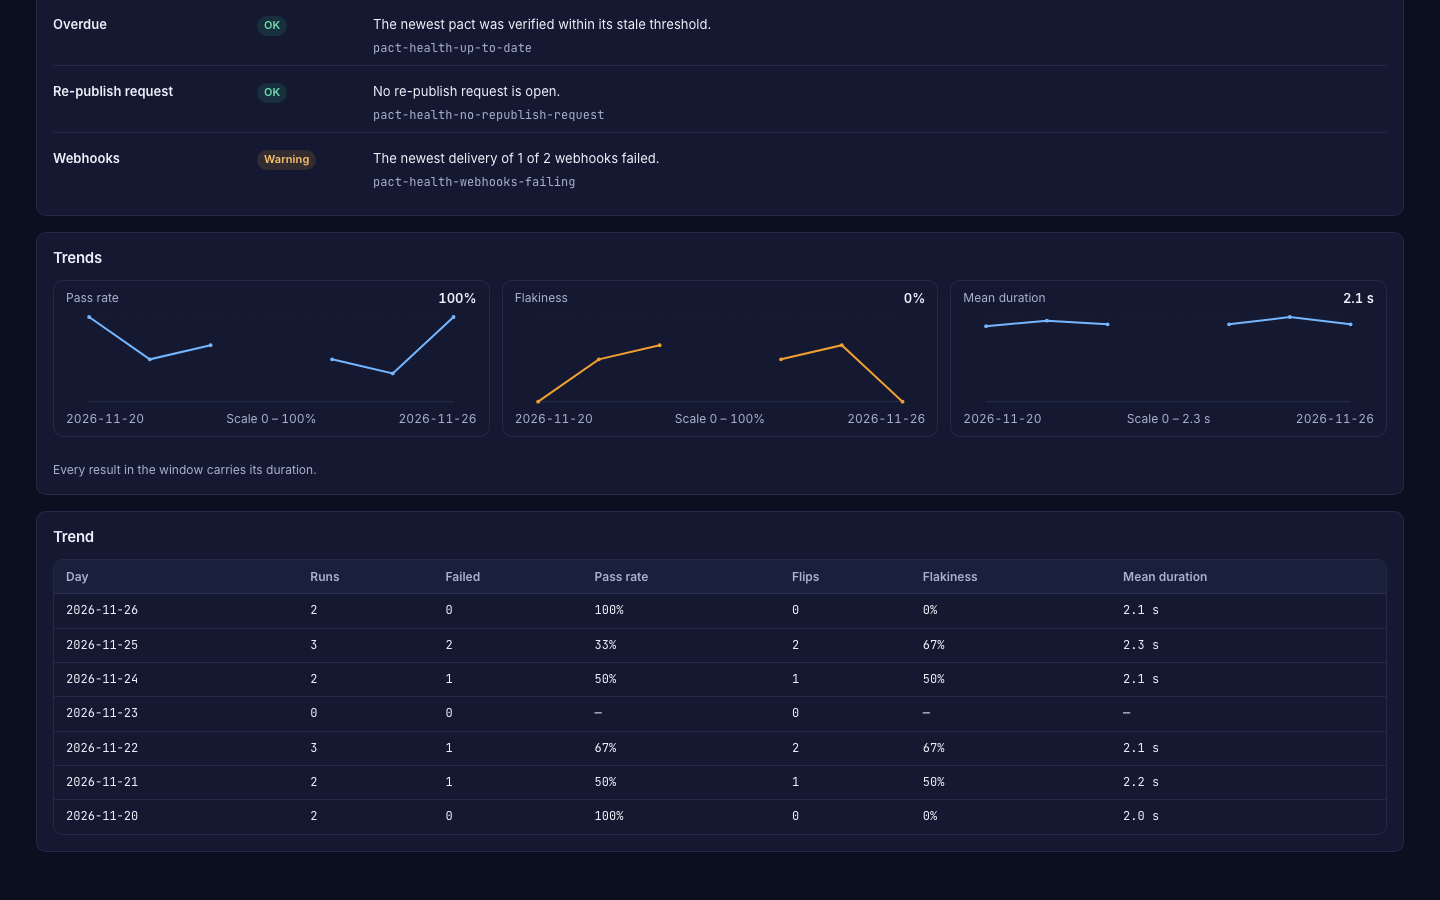 Overdue OK The newest pact was verified within its stale threshold.
pact-health-up-to-date
Re-publish request OK No re-publish request is open.
pact-health-no-republish-request
Webhooks Warning The newest delivery of 1 of 2 webhooks failed.
pact-health-webhooks-failing
Trends
Pass rate 100%
2026-11-20 Scale 0 – 100% 2026-11-26
Flakiness 0%
2026-11-20 Scale 0 – 100% 2026-11-26
Mean duration 2.1 s
2026-11-20 Scale 0 – 2.3 s 2026-11-26
Every result in the window carries its duration.
Trend
Day Runs Failed Pass rate Flips Flakiness Mean duration
2026-11-26 2 0 100% 0 0% 2.1 s
2026-11-25 3 2 33% 2 67% 2.3 s
2026-11-24 2 1 50% 1 50% 2.1 s
2026-11-23 0 0 — 0 — —
2026-11-22 3 1 67% 2 67% 2.1 s
2026-11-21 2 1 50% 1 50% 2.2 s
2026-11-20 2 0 100% 0 0% 2.0 s